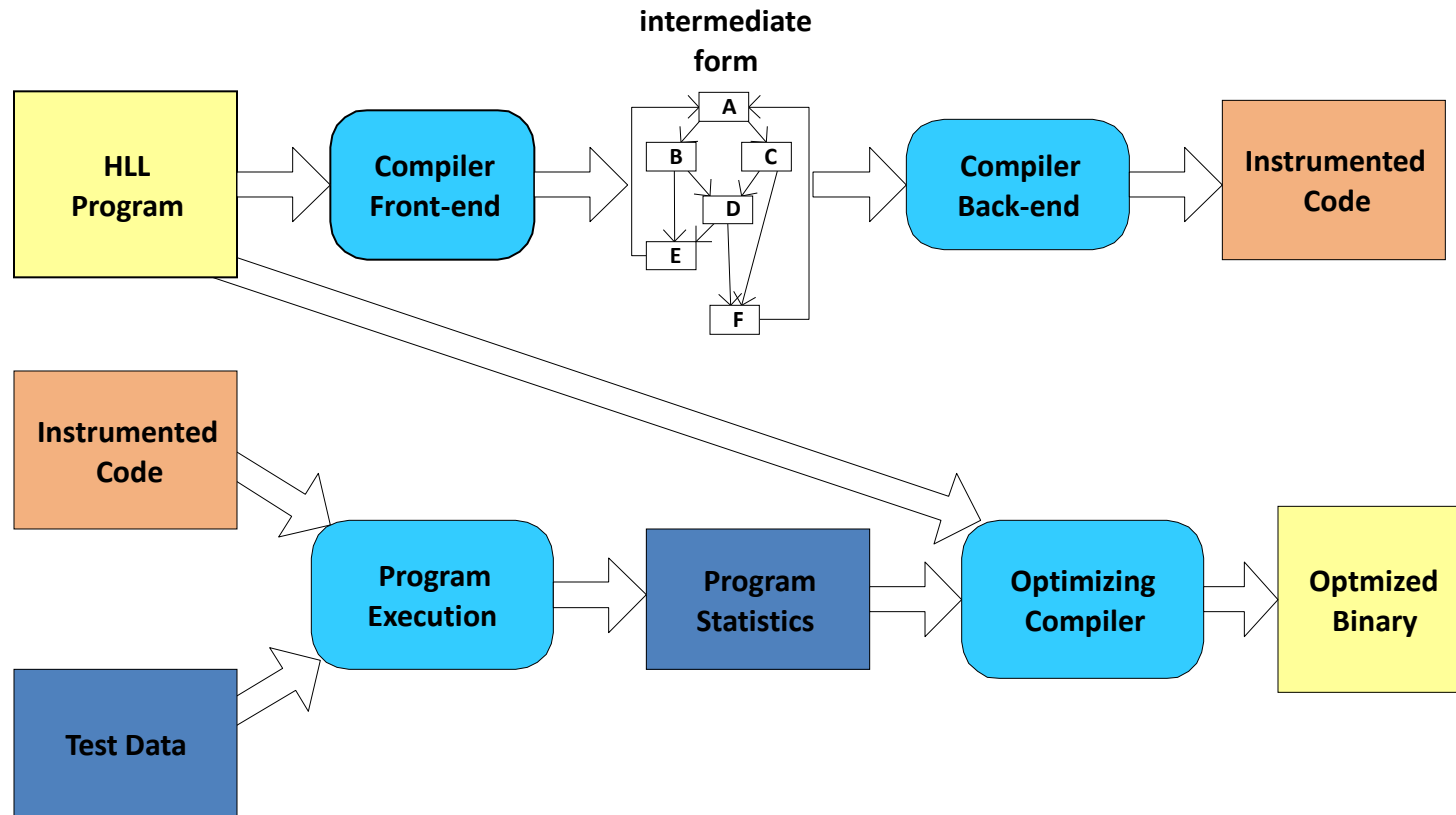 intermediate
form
HLL
Program
Compiler
Front-end
A
B
C
D
E
F
Compiler
Back-end
Instrumented
Code
Instrumented
Code
Program
Execution
Program
Statistics
Optimizing
Compiler
Optmized
Binary
Test Data